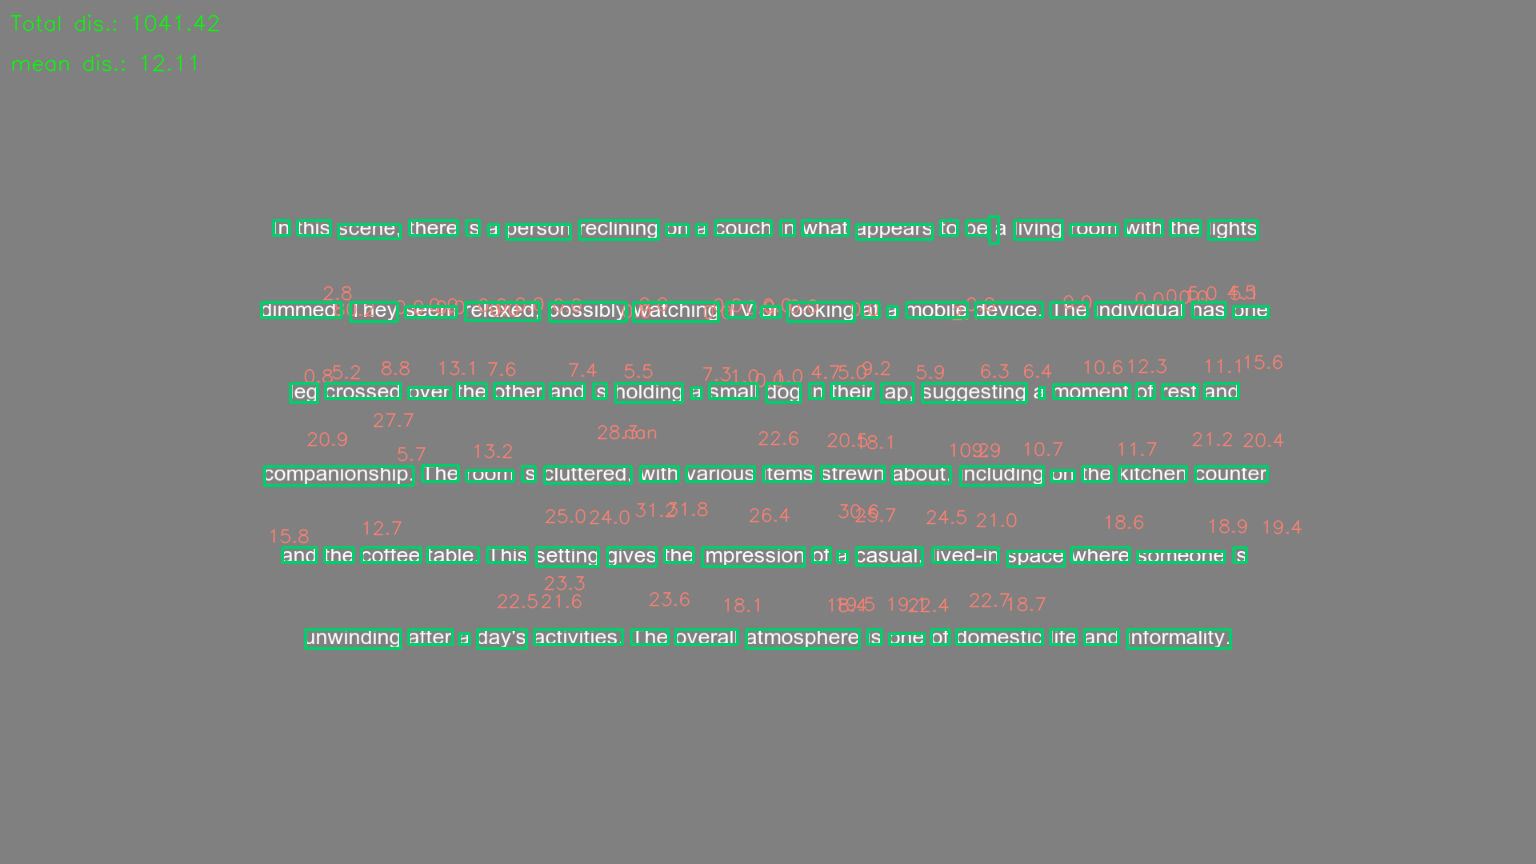 Total dis.: 1041.42
mean dis.: 12.11
In this scene, there is a person reclining on a couch in what appears to be a living room with the lights
2.8
dimmed. They seem relaxed, possibly watching TV or looking at a mobile device. The individual has one
0.8 5.2 8.8 13.1 7.6 7.4 5.5 7.3 1.0 0.0 1.0 4.7 5.0 9.2 5.9 6.3 6.4 10.6 12.3 11.1 15.6
leg crossed over the other and is holding a small dog in their lap, suggesting a moment of rest and
27.7
20.9 5.7 13.2 28.3 nan 22.6 20.5 18.1 10.7 11.7 21.2 20.4
companionship. The room is cluttered, with various items strewn about, including on the kitchen counter
15.8 12.7 25.0 24.0 31.2 31.8 26.4 30.6 24.5 21.0 18.6 18.9 19.4
and the coffee table. This setting gives the impression of a casual, lived-in space where someone is
23.3
22.5 21.6 23.6 18.1 19.5 19.1 22.4 22.7 18.7
unwinding after a day's activities. The overall atmosphere is one of domestic life and informality.